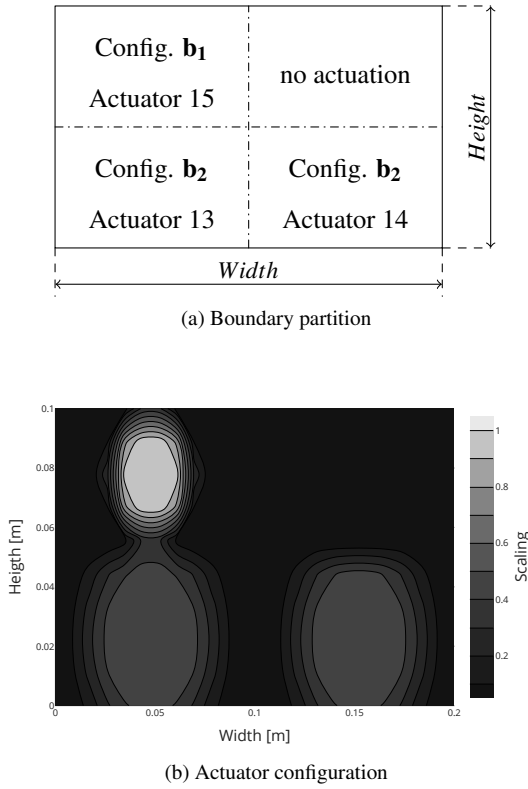 Config. b₁
Actuator 15
no actuation
Config. b₂
Actuator 13
Config. b₂
Actuator 14
Height
Width
(a) Boundary partition
0.1
0.08
0.06
0.04
0.02
0
Heigth [m]
0
0.05
0.1
0.15
0.2
Width [m]
1
0.8
0.6
0.4
0.2
Scaling
(b) Actuator configuration